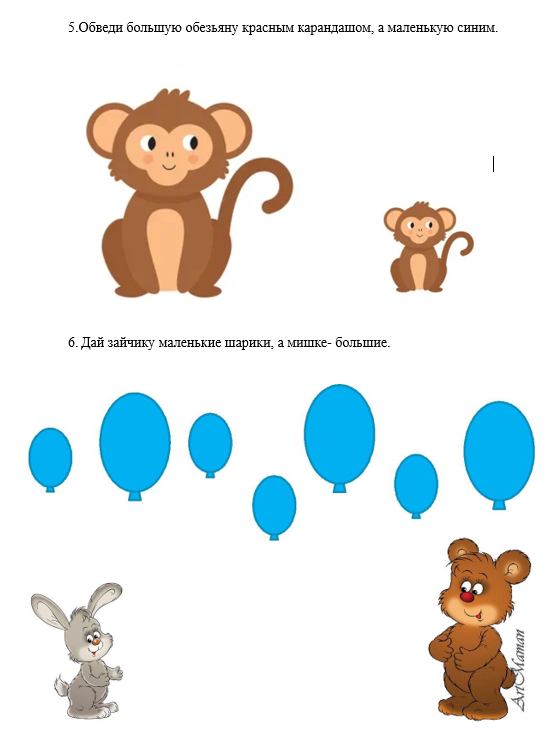 5.Обведи большую обезьяну красным карандашом, а маленькую синим.
6. Дай зайчику маленькие шарики, а мишке- большие.
ArtMaman